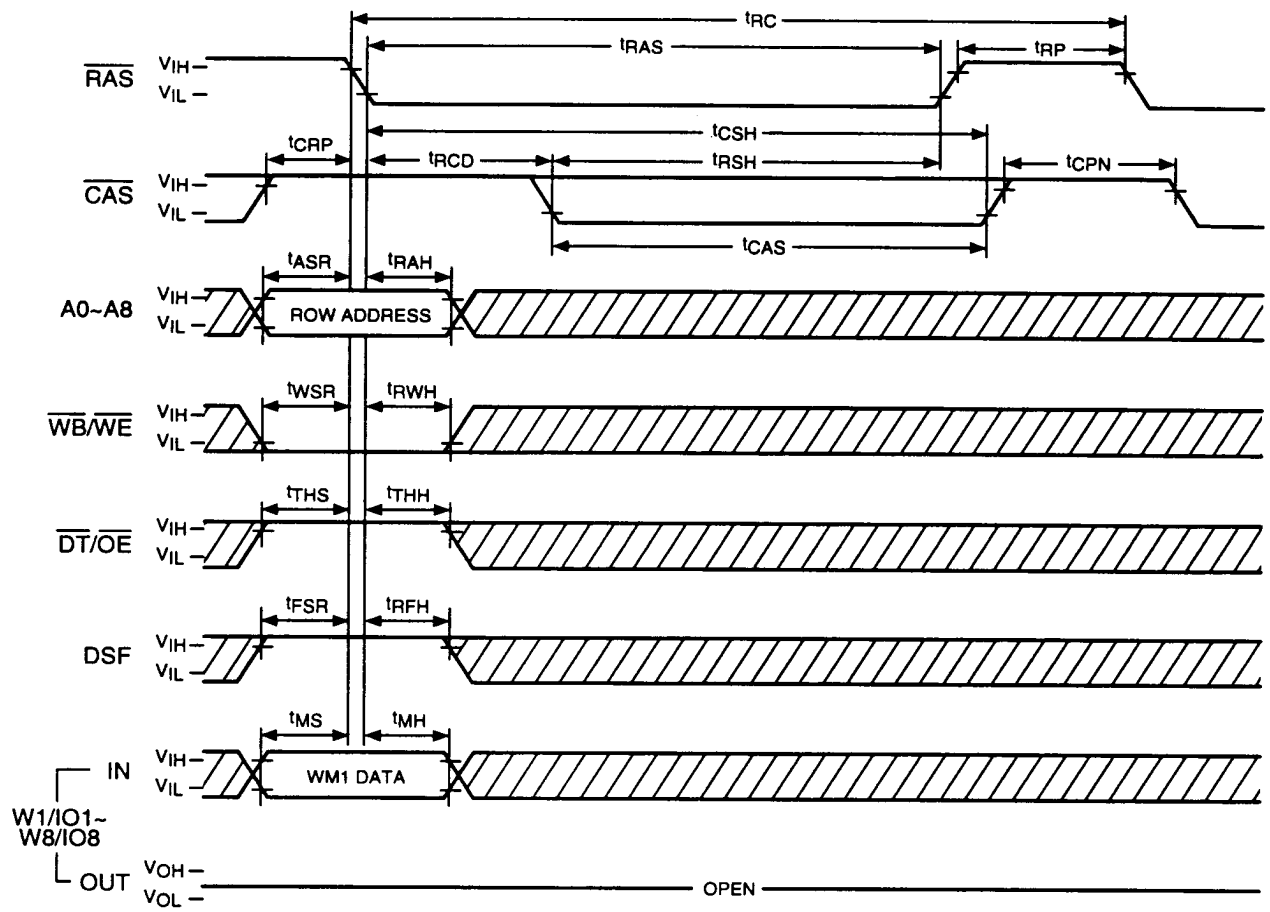 tRC
tRAS
tRP
RAS
VIH
VIL
tCSH
tCRP
tRCD
tRSH
tCPN
CAS
VIH
VIL
tCAS
tASR
tRAH
A0~A8
VIH
VIL
ROW ADDRESS
tWSR
tRWH
WB/WE
VIH
VIL
tTHS
tTHH
DT/OE
VIH
VIL
tFSR
tRFH
DSF
VIH
VIL
tMS
tMH
IN
VIH
VIL
WM1 DATA
W1/IO1~
W8/IO8
OUT
VOH
VOL
OPEN